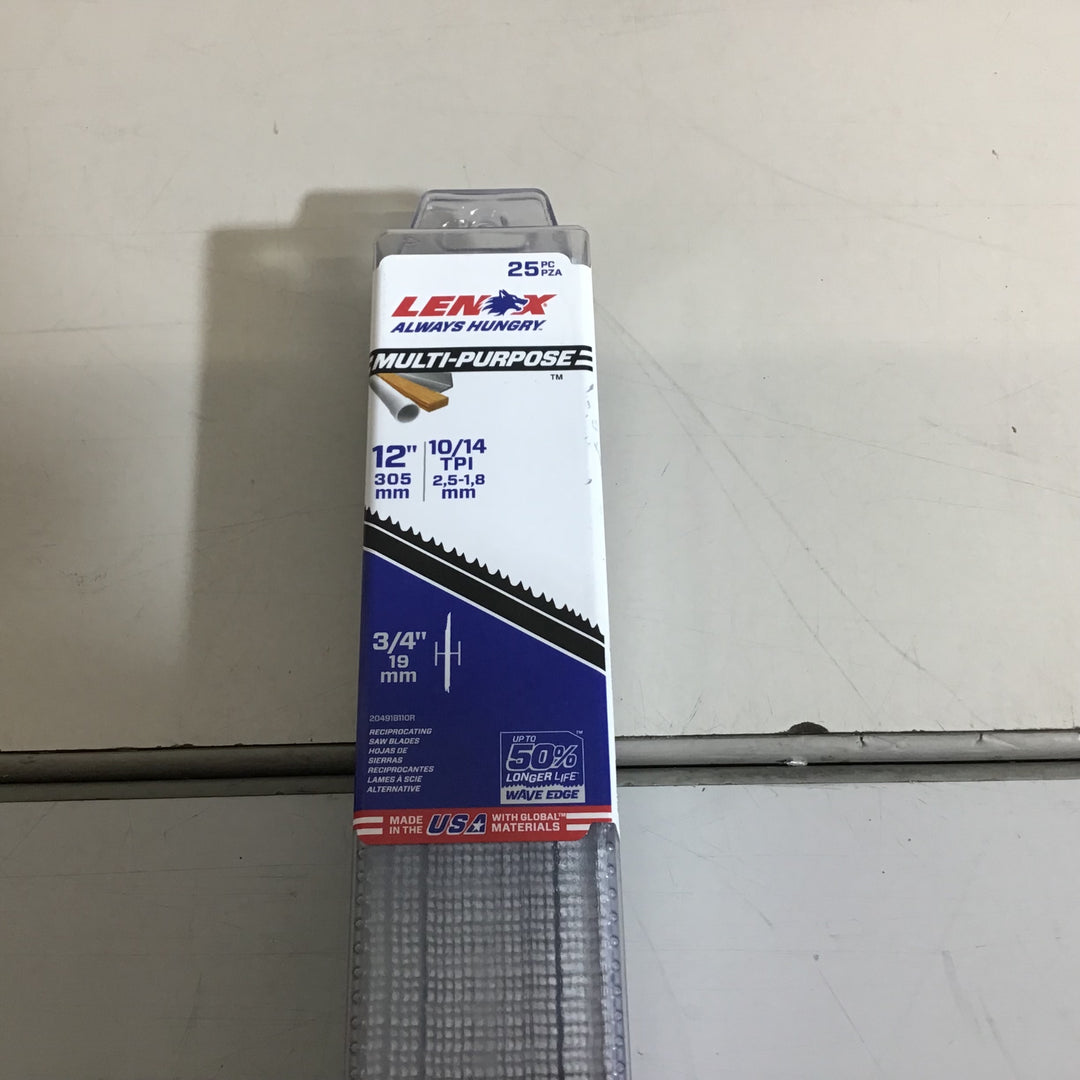 25 PC
PZA
LENOX
ALWAYS HUNGRY.
MULTI-PURPOSE
TM
12"
305
mm
10/14
TPI
2,5-1,8
mm
3/4"
19
mm
20491B110R
RECIPROCATING
SAW BLADES
HOJAS DE
SIERRAS
RECIPROCANTES
LAMES À SCIE
ALTERNATIVE
UP TO
50%
LONGER LIFE™
WAVE EDGE
MADE
IN THE
USA
WITH GLOBAL™
MATERIALS